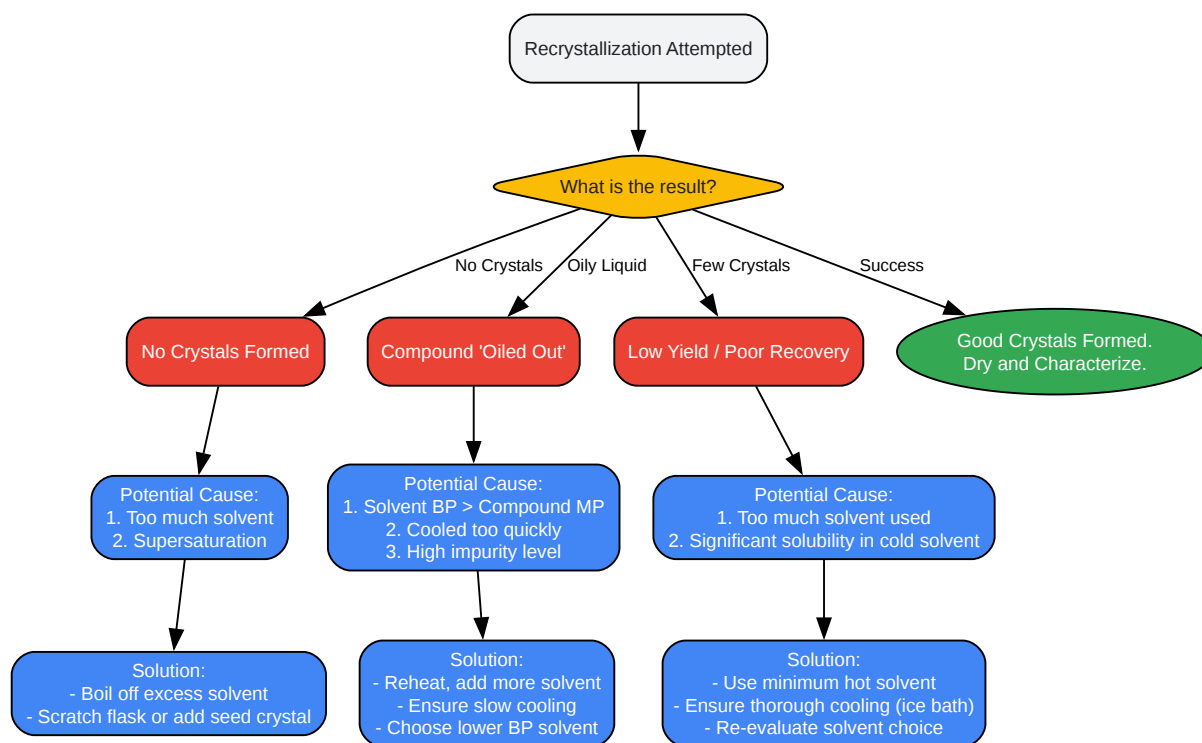 Recrystallization Attempted
What is the result?
No Crystals
Oily Liquid
Few Crystals
Success
No Crystals Formed
Compound 'Oiled Out'
Low Yield / Poor Recovery
Good Crystals Formed.
Dry and Characterize.
Potential Cause:
1. Too much solvent
2. Supersaturation
Potential Cause:
1. Solvent BP > Compound MP
2. Cooled too quickly
3. High impurity level
Potential Cause:
1. Too much solvent used
2. Significant solubility in cold solvent
Solution:
- Boil off excess solvent
- Scratch flask or add seed crystal
Solution:
- Reheat, add more solvent
- Ensure slow cooling
- Choose lower BP solvent
Solution:
- Use minimum hot solvent
- Ensure thorough cooling (ice bath)
- Re-evaluate solvent choice